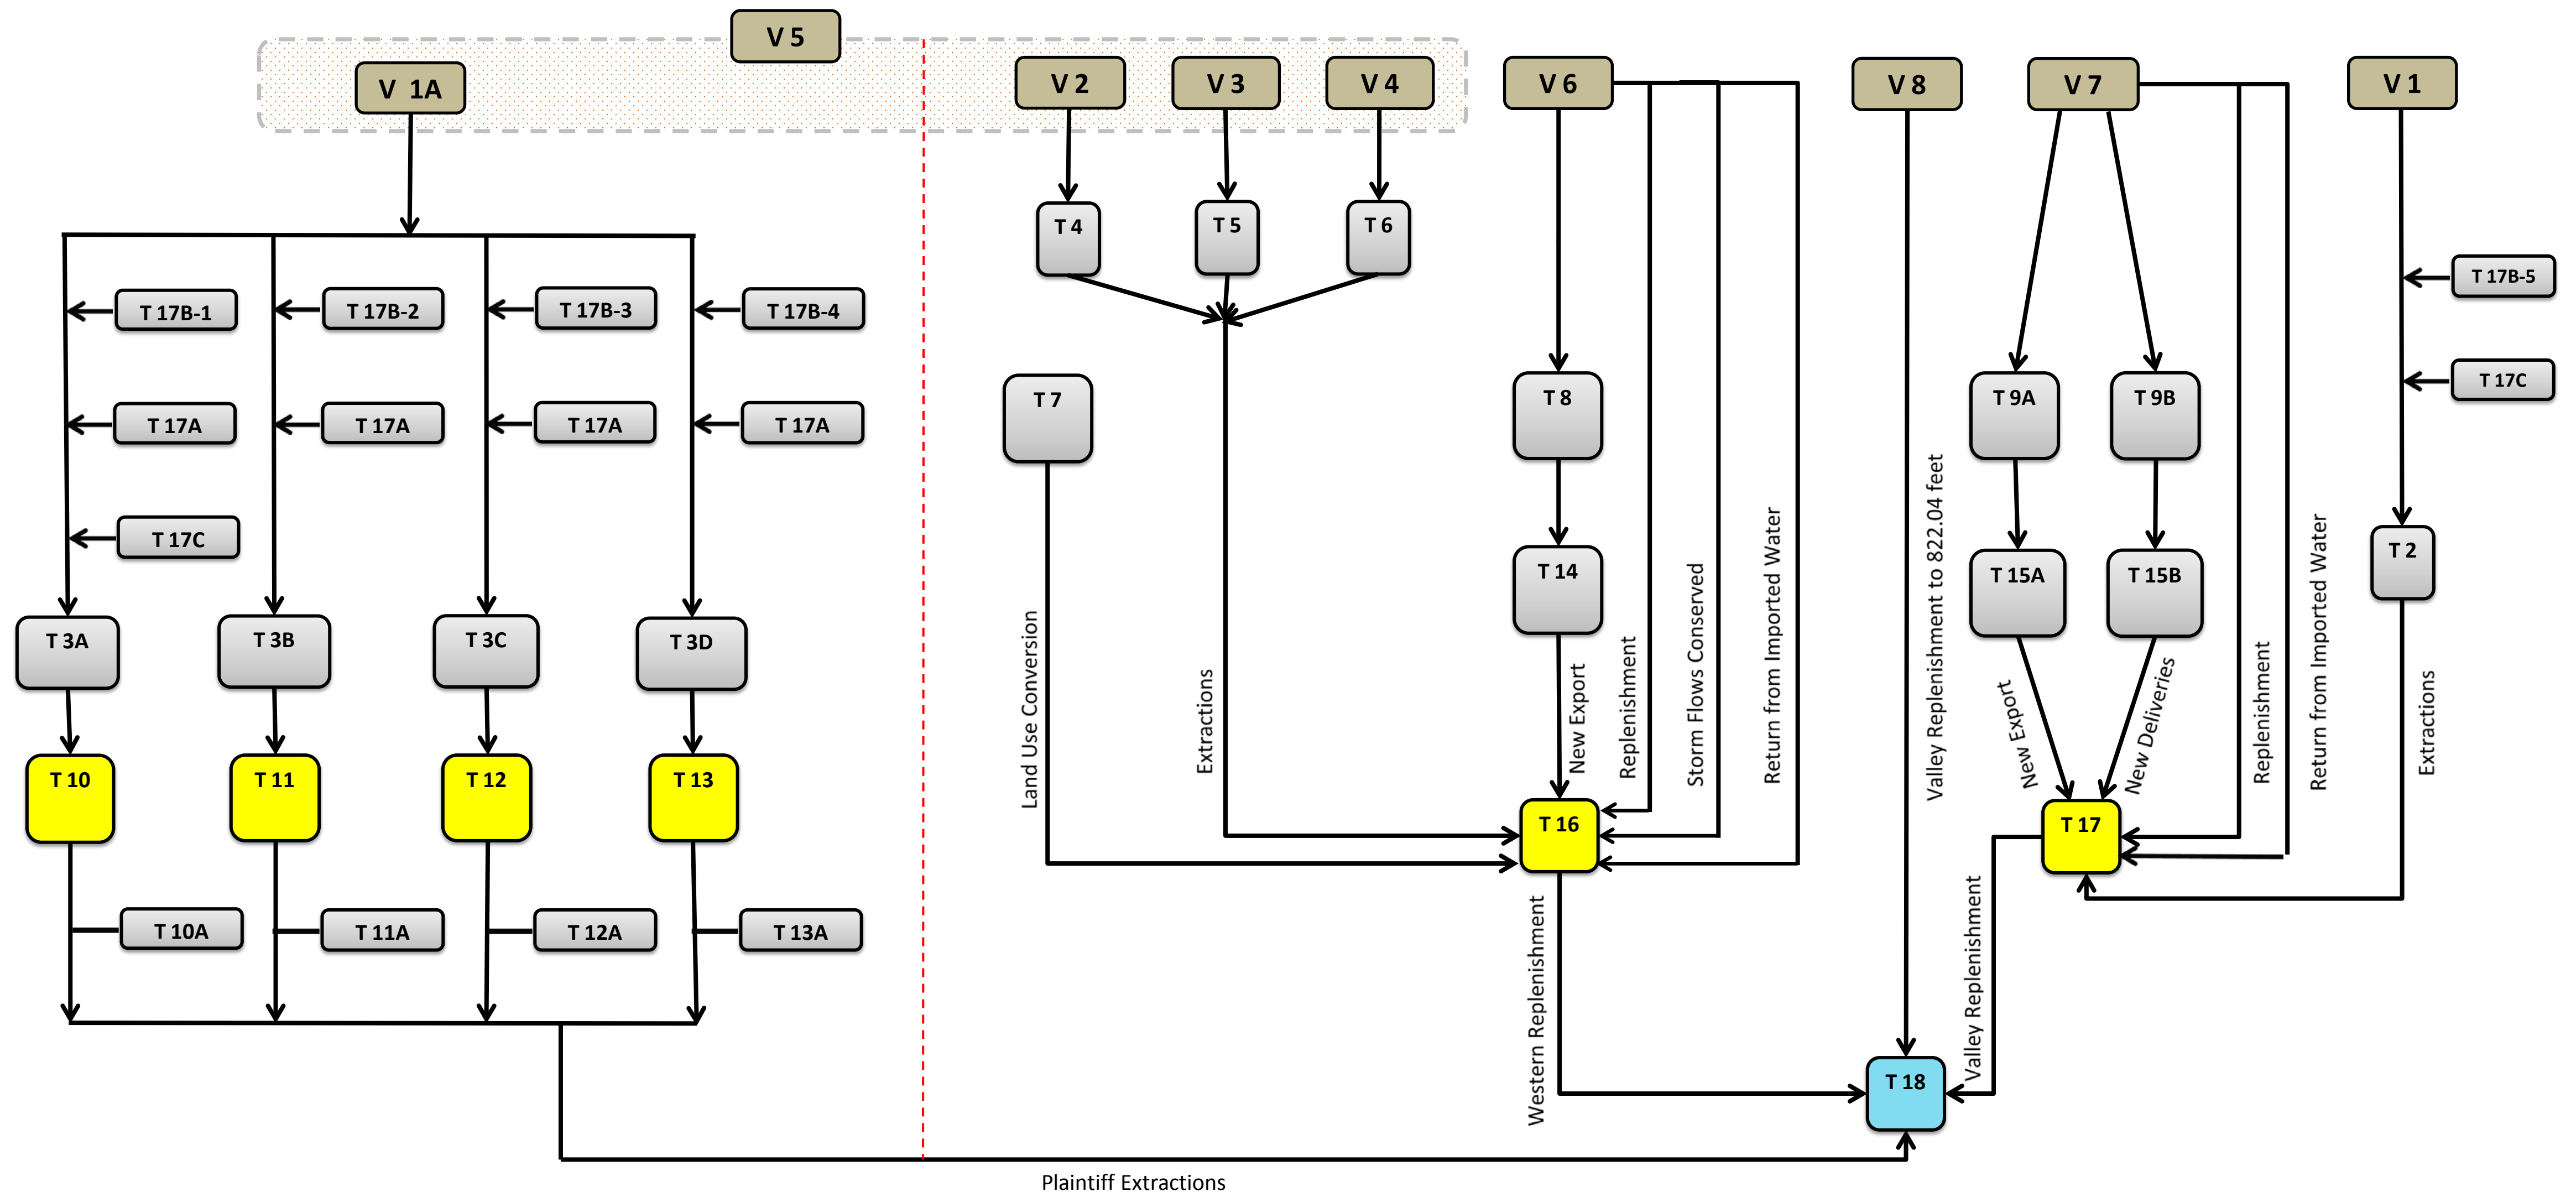 V 5
V 1A
V 2
V 3
V 4
V 6
V 8
V 7
V 1
T 4
T 5
T 6
T 17B-1
T 17B-2
T 17B-3
T 17B-4
T 17B-5
T 17A
T 17A
T 17A
T 17A
T 7
T 8
T 9A
T 9B
T 17C
T 17C
T 14
T 15A
T 15B
T 2
T 3A
T 3B
T 3C
T 3D
Land Use Conversion
Extractions
New Export
Replenishment
Storm Flows Conserved
Return from Imported Water
Valley Replenishment to 822.04 feet
New Export
New Deliveries
Replenishment
Return from Imported Water
Extractions
T 10
T 11
T 12
T 13
T 16
T 17
T 10A
T 11A
T 12A
T 13A
Western Replenishment
Valley Replenishment
T 18
Plaintiff Extractions